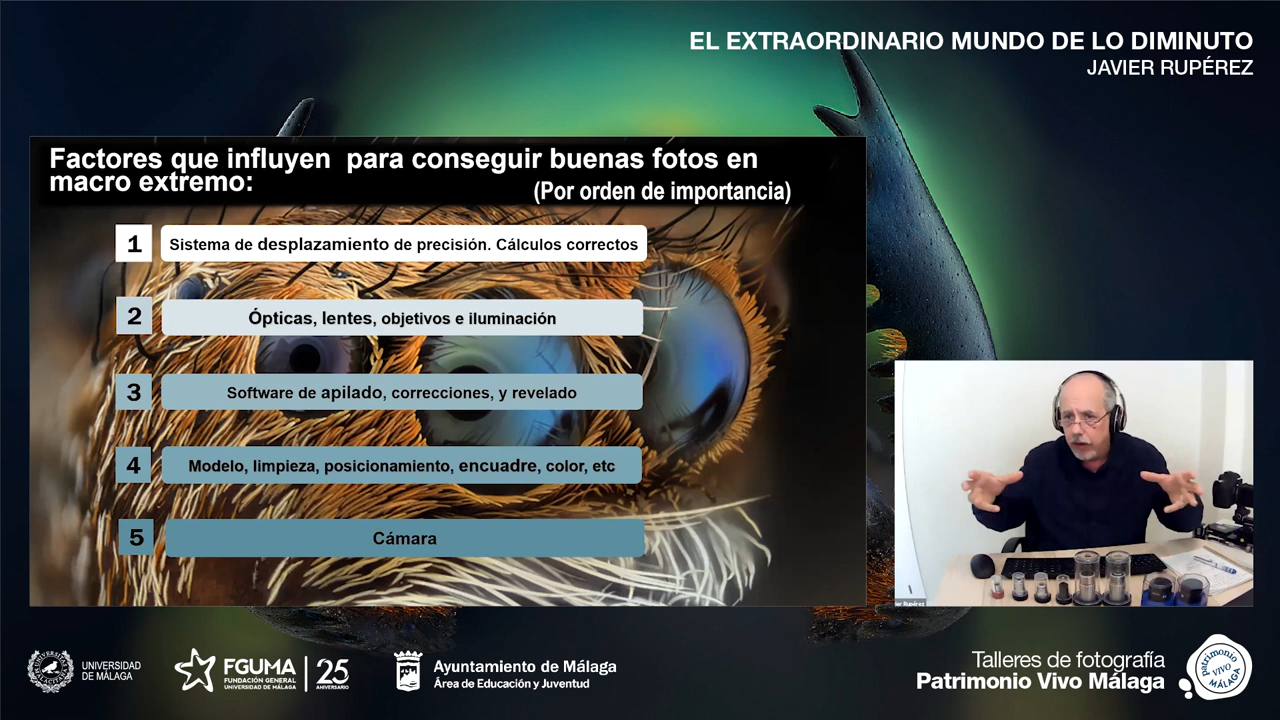 EL EXTRAORDINARIO MUNDO DE LO DIMINUTO
JAVIER RUPÉREZ
Factores que influyen para conseguir buenas fotos en
macro extremo:
(Por orden de importancia)
1 Sistema de desplazamiento de precisión. Cálculos correctos
2 Ópticas, lentes, objetivos e iluminación
3 Software de apilado, correcciones, y revelado
4 Modelo, limpieza, posicionamiento, encuadre, color, etc
5 Cámara
ier Rupérez
UNIVERSIDAD
DE MÁLAGA
FGUMA
FUNDACIÓN GENERAL
UNIVERSIDAD DE MÁLAGA
25
ANIVERSARIO
Ayuntamiento de Málaga
Área de Educación y Juventud
Talleres de fotografía
Patrimonio Vivo Málaga
patrimonio
VIVO
MÁLAGA